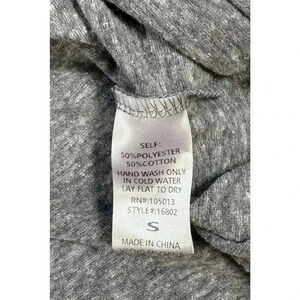 SELF:
50%POLYESTER
50%COTTON
HAND WASH ONLY
IN COLD WATER
LAY FLAT TO DRY
RN#:105013
STYLE#:16802
S
MADE IN CHINA